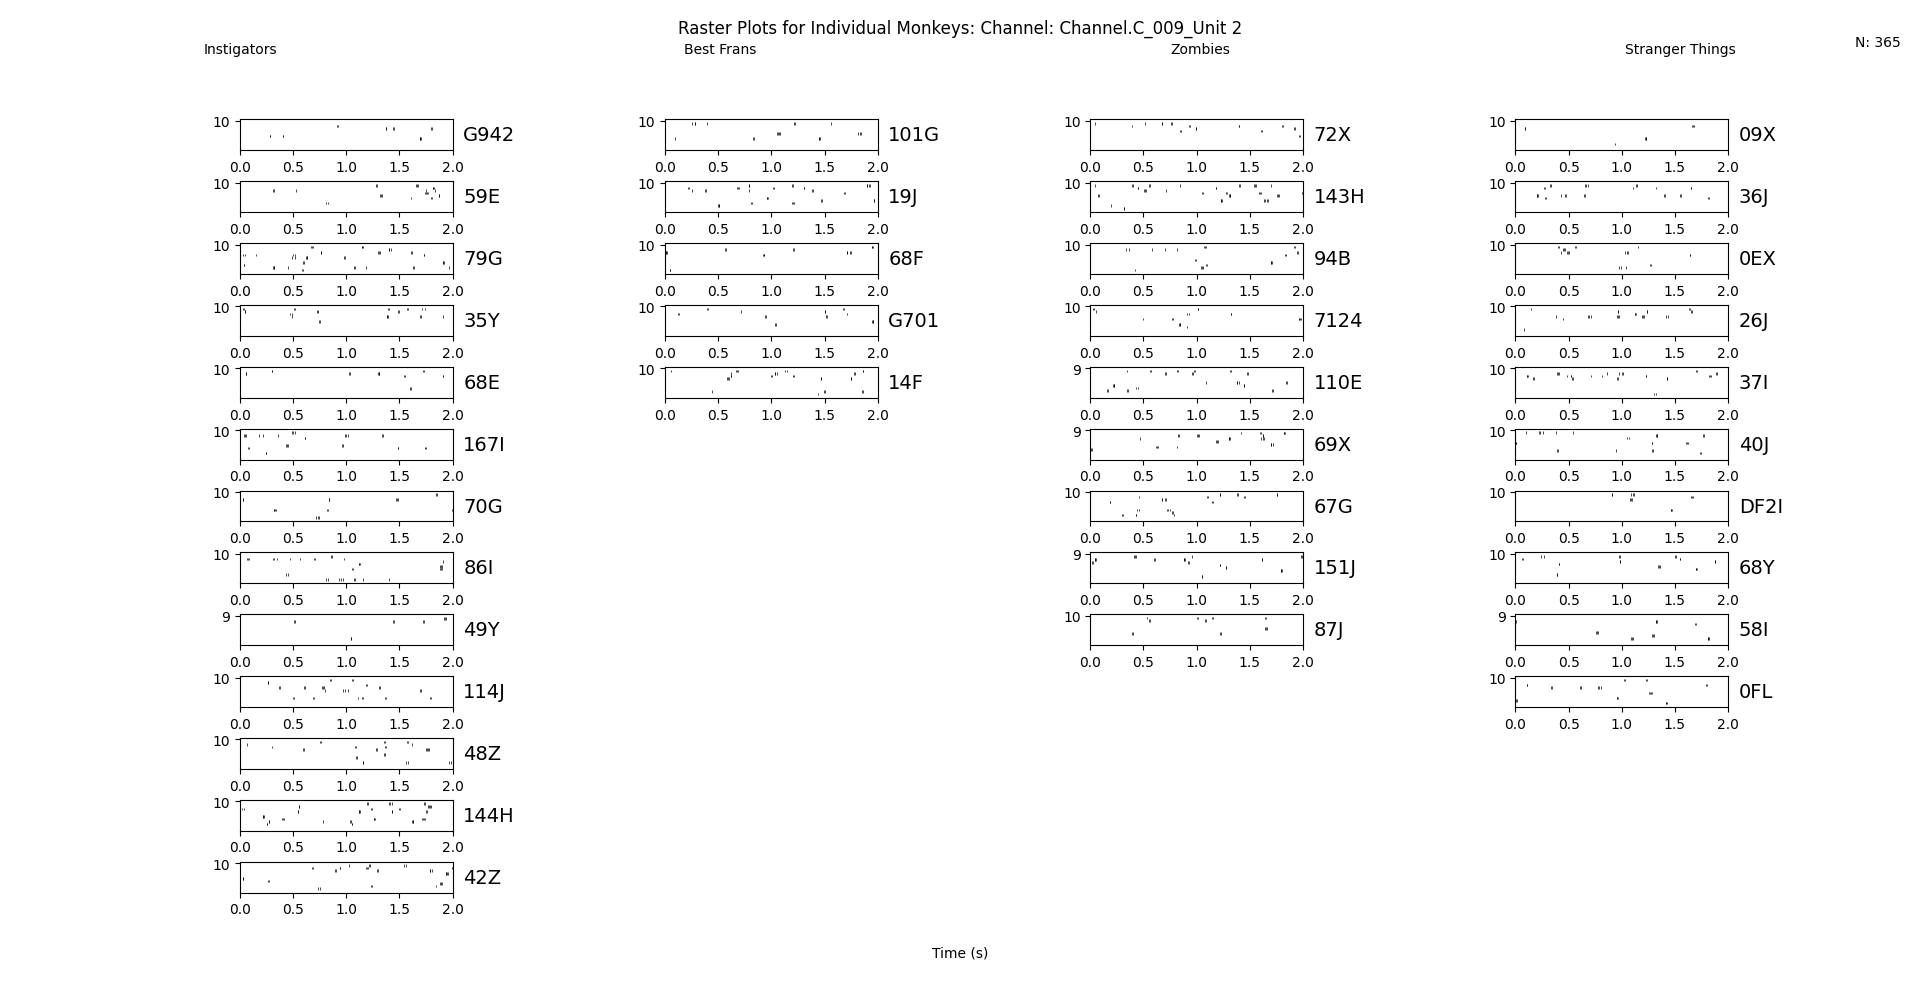 Raster Plots for Individual Monkeys: Channel: Channel.C_009_Unit 2
Instigators Best Frans Zombies Stranger Things N: 365
10 G942 10 101G 10 72X 10 09X
0.0 0.5 1.0 1.5 2.0 0.0 0.5 1.0 1.5 2.0 0.0 0.5 1.0 1.5 2.0 0.0 0.5 1.0 1.5 2.0
10 59E 10 19J 10 143H 10 36J
0.0 0.5 1.0 1.5 2.0 0.0 0.5 1.0 1.5 2.0 0.0 0.5 1.0 1.5 2.0 0.0 0.5 1.0 1.5 2.0
10 79G 10 68F 10 94B 10 0EX
0.0 0.5 1.0 1.5 2.0 0.0 0.5 1.0 1.5 2.0 0.0 0.5 1.0 1.5 2.0 0.0 0.5 1.0 1.5 2.0
10 35Y 10 G701 10 7124 10 26J
0.0 0.5 1.0 1.5 2.0 0.0 0.5 1.0 1.5 2.0 0.0 0.5 1.0 1.5 2.0 0.0 0.5 1.0 1.5 2.0
10 68E 10 14F 9 110E 10 37I
0.0 0.5 1.0 1.5 2.0 0.0 0.5 1.0 1.5 2.0 0.0 0.5 1.0 1.5 2.0 0.0 0.5 1.0 1.5 2.0
10 167I 9 69X 10 40J
0.0 0.5 1.0 1.5 2.0 0.0 0.5 1.0 1.5 2.0 0.0 0.5 1.0 1.5 2.0
10 70G 10 67G 10 DF2I
0.0 0.5 1.0 1.5 2.0 0.0 0.5 1.0 1.5 2.0 0.0 0.5 1.0 1.5 2.0
10 86I 9 151J 10 68Y
0.0 0.5 1.0 1.5 2.0 0.0 0.5 1.0 1.5 2.0 0.0 0.5 1.0 1.5 2.0
9 49Y 10 87J 9 58I
0.0 0.5 1.0 1.5 2.0 0.0 0.5 1.0 1.5 2.0 0.0 0.5 1.0 1.5 2.0
10 114J 10 0FL
0.0 0.5 1.0 1.5 2.0 0.0 0.5 1.0 1.5 2.0
10 48Z
0.0 0.5 1.0 1.5 2.0
10 144H
0.0 0.5 1.0 1.5 2.0
10 42Z
0.0 0.5 1.0 1.5 2.0
Time (s)